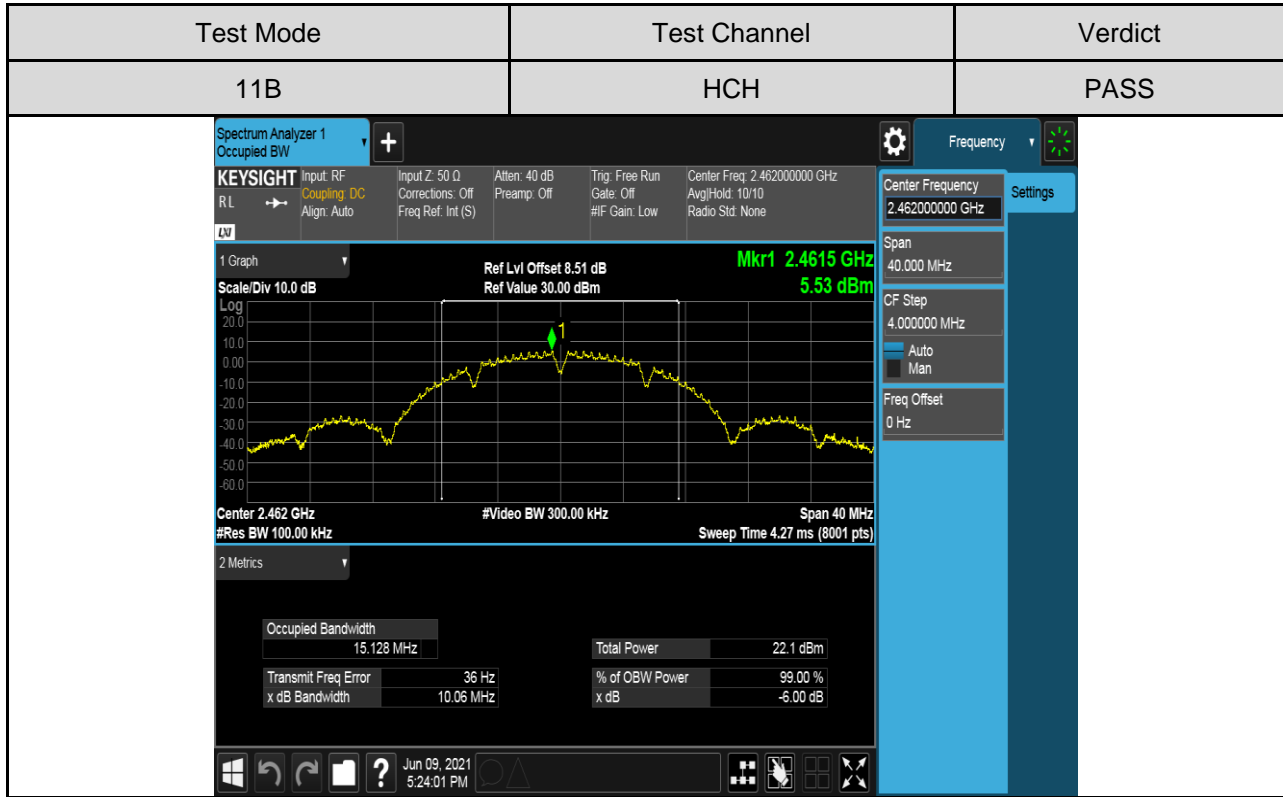 Test Mode Test Channel Verdict
11B HCH PASS
Spectrum Analyzer 1
Occupied BW
+
Frequency
KEYSIGHT Input: RF Input Z: 50 Ω Atten: 40 dB Trig: Free Run Center Freq: 2.462000000 GHz
RL Coupling: DC Corrections: Off Preamp: Off Gate: Off Avg|Hold: 10/10
Align: Auto Freq Ref: Int (S) #IF Gain: Low Radio Std: None
LXI
Center Frequency
2.462000000 GHz
Settings
Span
40.000 MHz
CF Step
4.000000 MHz
Auto
Man
Freq Offset
0 Hz
1 Graph Ref Lvl Offset 8.51 dB Mkr1 2.4615 GHz
Scale/Div 10.0 dB Ref Value 30.00 dBm 5.53 dBm
Log
20.0
1
10.0
0.00
-10.0
-20.0
-30.0
-40.0
-50.0
-60.0
Center 2.462 GHz #Video BW 300.00 kHz Span 40 MHz
#Res BW 100.00 kHz Sweep Time 4.27 ms (8001 pts)
2 Metrics
Occupied Bandwidth
15.128 MHz Total Power 22.1 dBm
Transmit Freq Error 36 Hz % of OBW Power 99.00 %
x dB Bandwidth 10.06 MHz x dB -6.00 dB
? Jun 09, 2021
5:24:01 PM